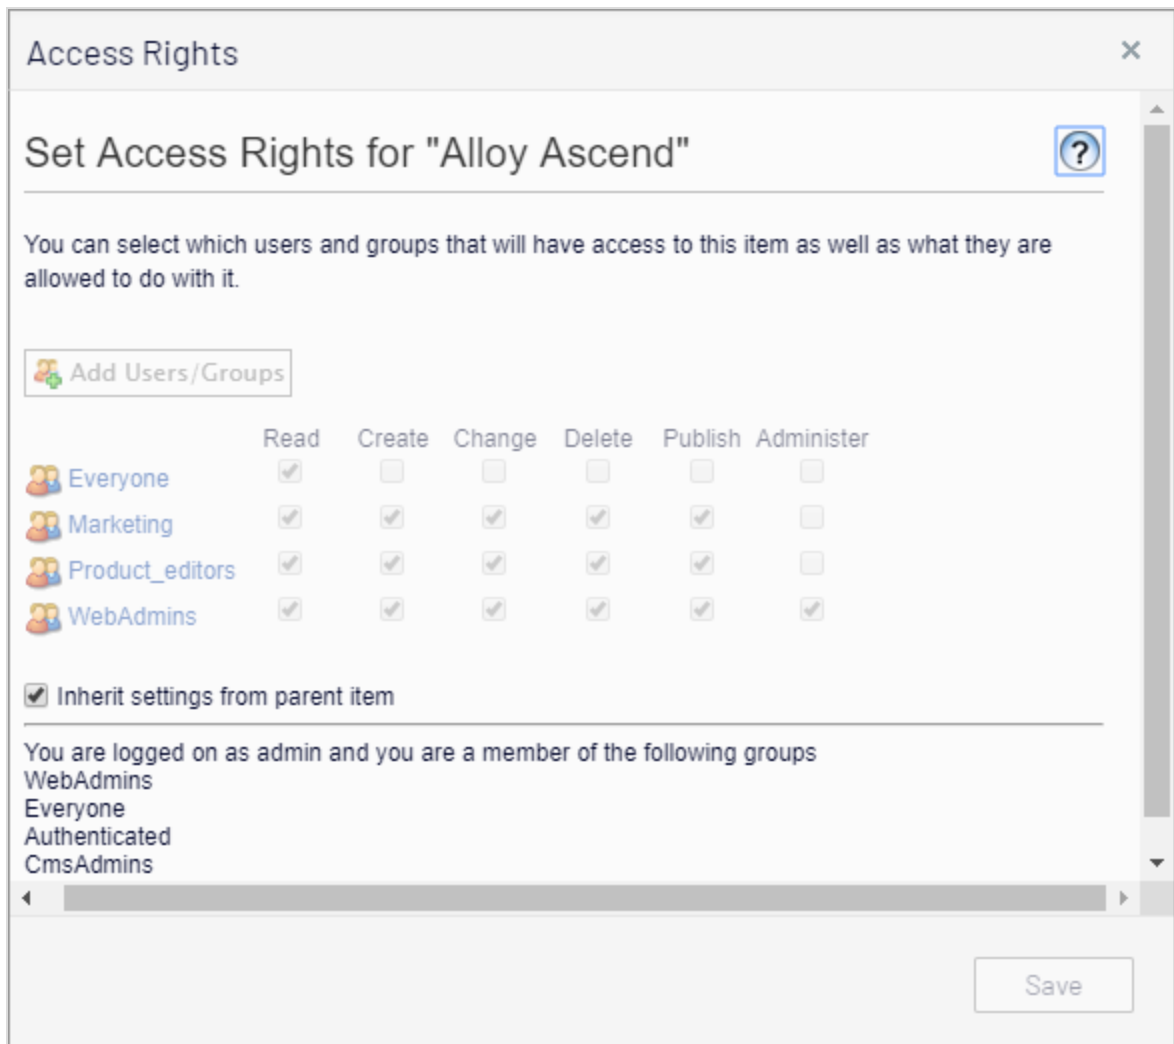 Access Rights
Set Access Rights for "Alloy Ascend"
You can select which users and groups that will have access to this item as well as what they are
allowed to do with it.
Add Users/Groups
Read Create Change Delete Publish Administer
Everyone
Marketing
Product_editors
WebAdmins
Inherit settings from parent item
You are logged on as admin and you are a member of the following groups
WebAdmins
Everyone
Authenticated
CmsAdmins
Save